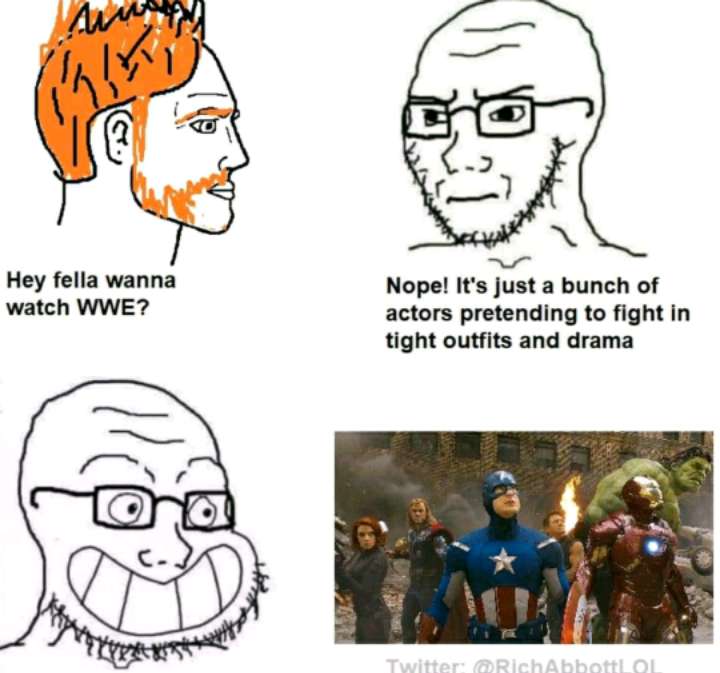 Hey fella wanna
watch WWE?
Nope! It's just a bunch of
actors pretending to fight in
tight outfits and drama
Twitter: @RichAbbottLOL